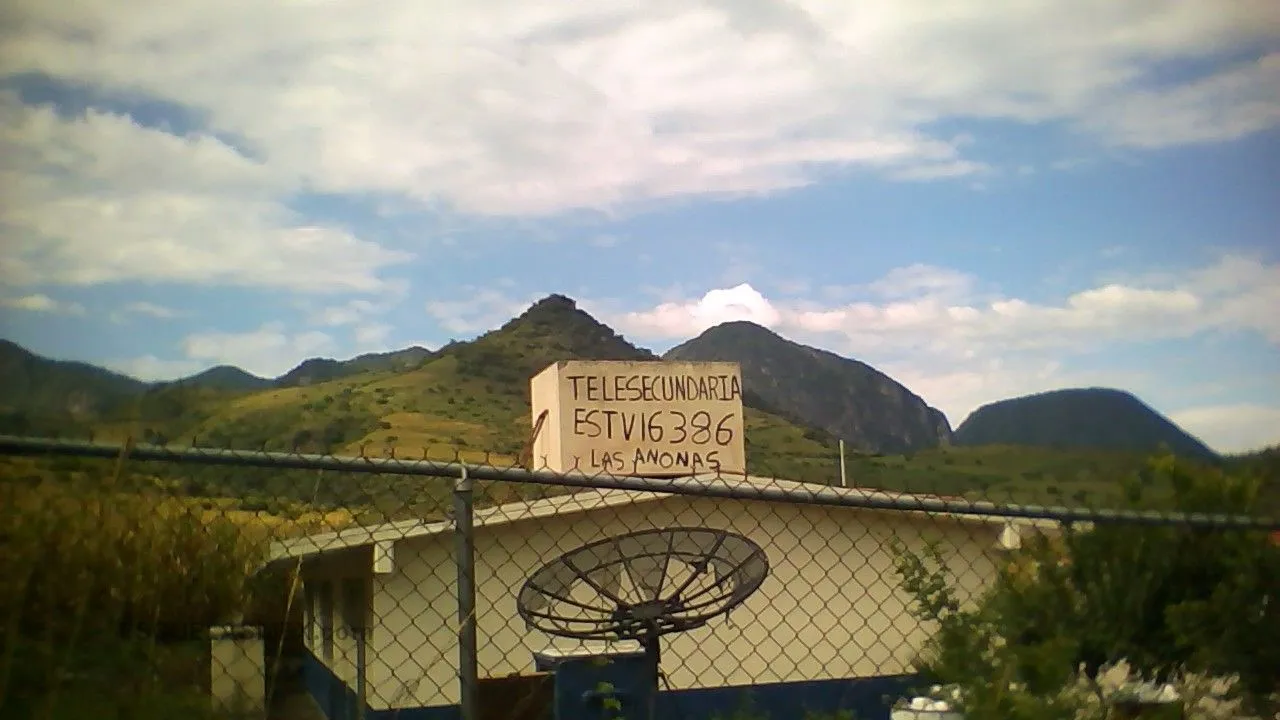 TELESECUNDARIA
ESTV16386
LAS ANONAS